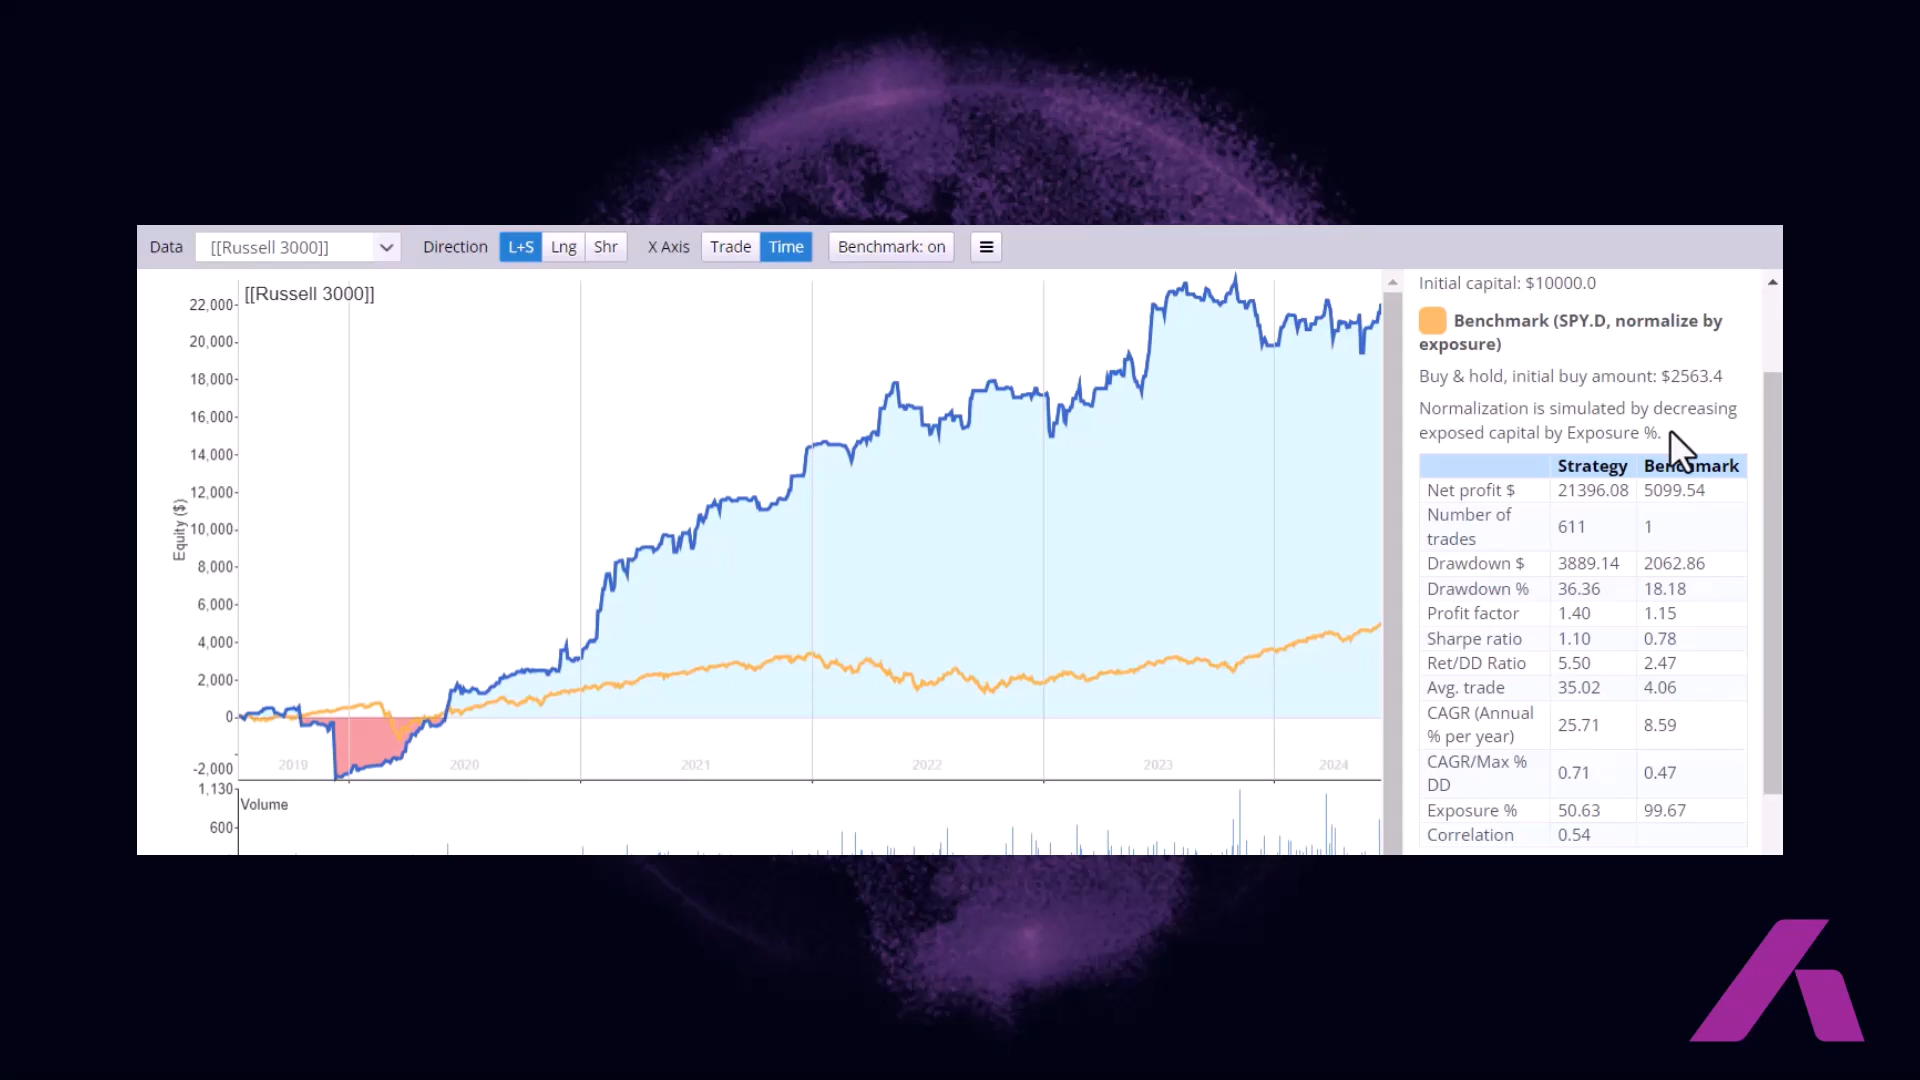 Data [[Russell 3000]] Direction L+S Lng Shr X Axis Trade Time Benchmark: on
[[Russell 3000]]
22,000
20,000
18,000
16,000
14,000
12,000
10,000
8,000
6,000
4,000
2,000
0
-
-2,000
Equity ($)
2019 2020 2021 2022 2023 2024
1,130
Volume
600
Initial capital: $10000.0
Benchmark (SPY.D, normalize by
exposure)
Buy & hold, initial buy amount: $2563.4
Normalization is simulated by decreasing
exposed capital by Exposure %.
Strategy Benchmark
Net profit $ 21396.08 5099.54
Number of
trades 611 1
Drawdown $ 3889.14 2062.86
Drawdown % 36.36 18.18
Profit factor 1.40 1.15
Sharpe ratio 1.10 0.78
Ret/DD Ratio 5.50 2.47
Avg. trade 35.02 4.06
CAGR (Annual
% per year) 25.71 8.59
CAGR/Max %
DD 0.71 0.47
Exposure % 50.63 99.67
Correlation 0.54